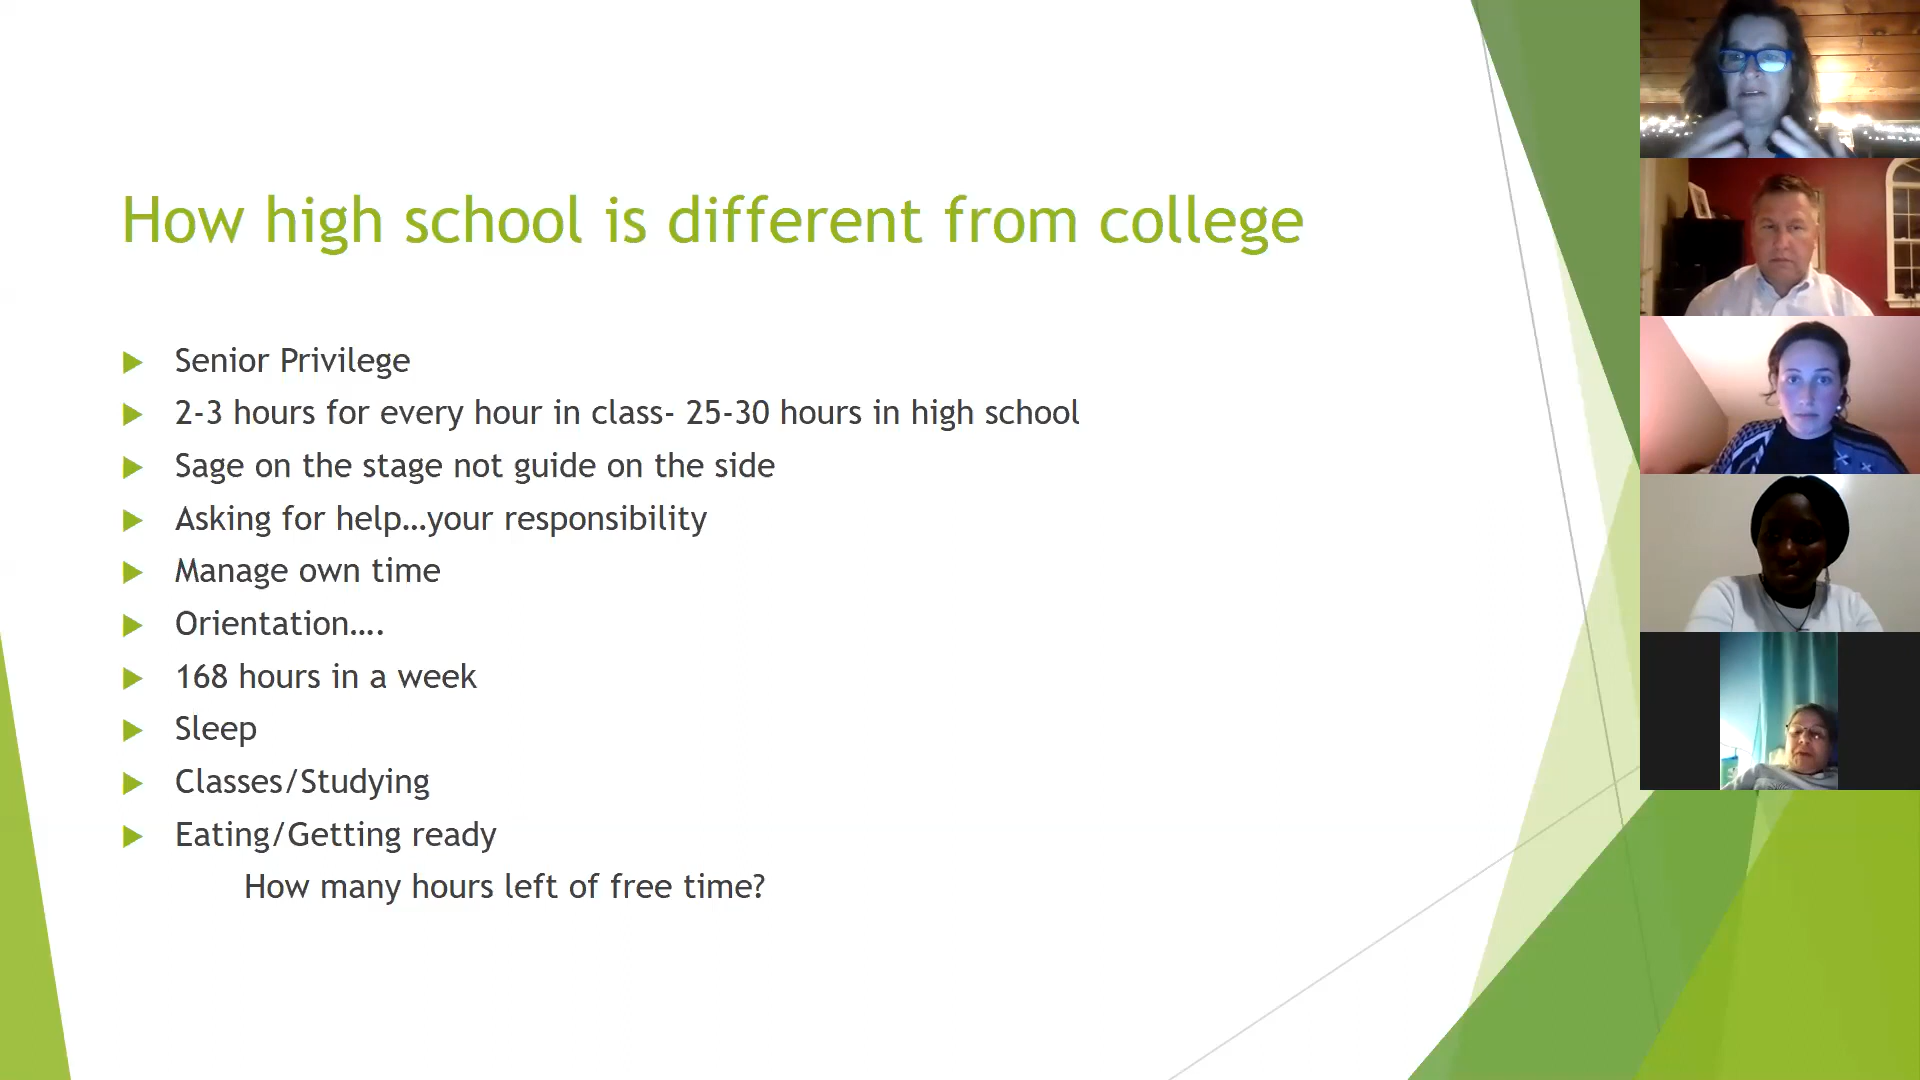 How high school is different from college
Senior Privilege
2-3 hours for every hour in class- 25-30 hours in high school
Sage on the stage not guide on the side
Asking for help…your responsibility
Manage own time
Orientation….
168 hours in a week
Sleep
Classes/Studying
Eating/Getting ready
How many hours left of free time?